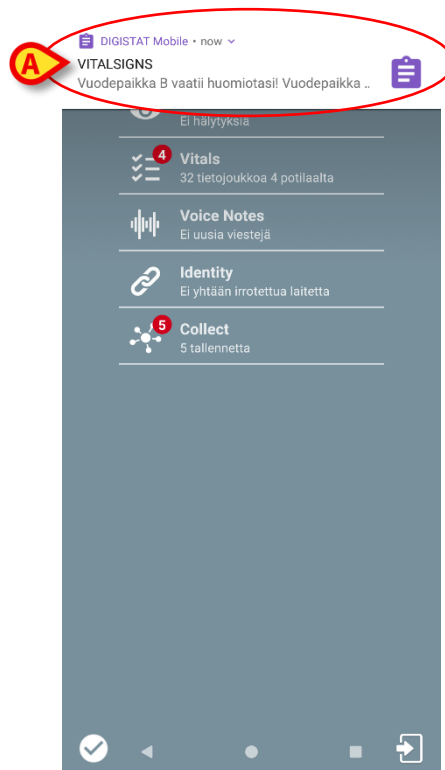 DIGISTAT Mobile • now
A
VITALSIGNS
Vuodepaikka B vaatii huomiotasi! Vuodepaikka ..
Ei hälytyksiä
4
Vitals
32 tietojoukkoa 4 potilaalta
Voice Notes
Ei uusia viestejä
Identity
Ei yhtään irrotettua laitetta
5
Collect
5 tallennetta